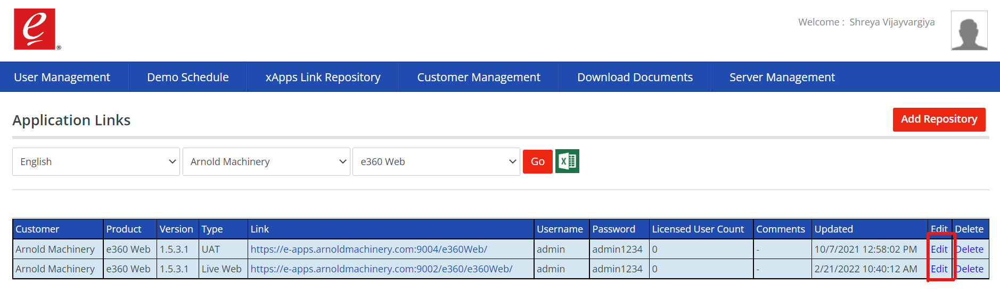 e ®
Welcome : Shreya Vijayvargiya
User Management Demo Schedule xApps Link Repository Customer Management Download Documents Server Management
Application Links Add Repository
English Arnold Machinery e360 Web Go X
Customer Product Version Type Link Username Password Licensed User Count Comments Updated Edit Delete
Arnold Machinery e360 Web 1.5.3.1 UAT https://e-apps.arnoldmachinery.com:9004/e360Web/ admin admin1234 0 - 10/7/2021 12:58:02 PM Edit Delete
Arnold Machinery e360 Web 1.5.3.1 Live Web https://e-apps.arnoldmachinery.com:9002/e360/e360Web/ admin admin1234 0 - 2/21/2022 10:40:12 AM Edit Delete